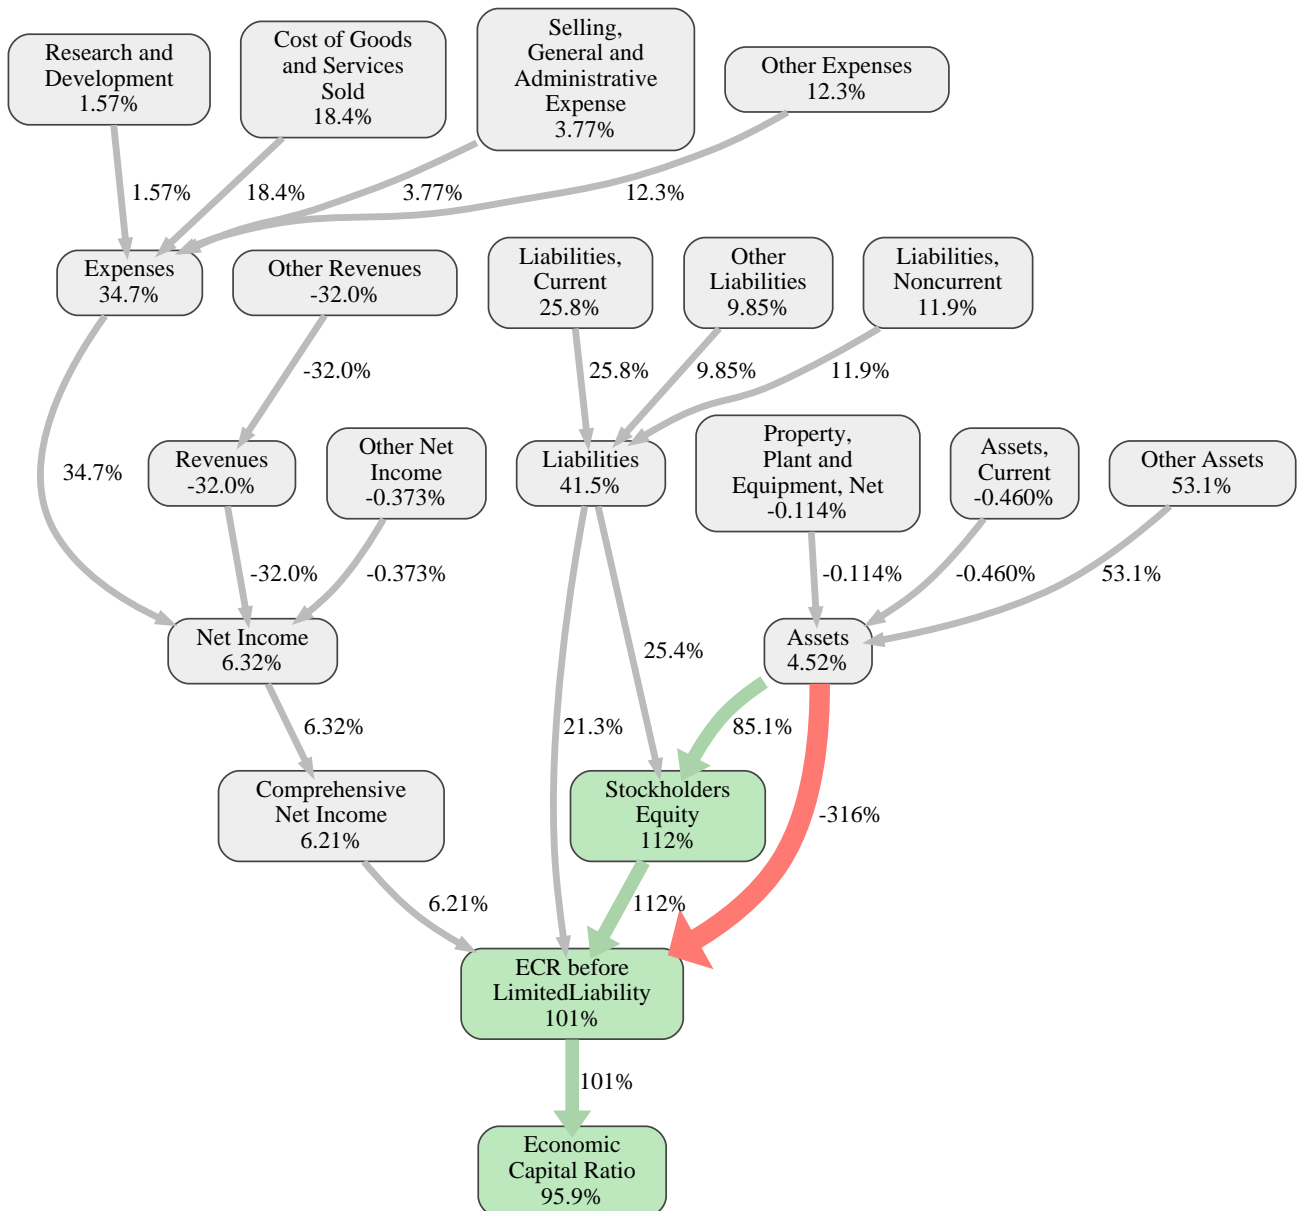 Research and
Development
1.57%
Cost of Goods
and Services
Sold
18.4%
Selling,
General and
Administrative
Expense
3.77%
Other Expenses
12.3%
1.57%
18.4%
3.77%
12.3%
Expenses
34.7%
Other Revenues
-32.0%
Liabilities,
Current
25.8%
Other
Liabilities
9.85%
Liabilities,
Noncurrent
11.9%
-32.0%
25.8%
9.85%
11.9%
34.7%
Revenues
-32.0%
Other Net
Income
-0.373%
Liabilities
41.5%
Property,
Plant and
Equipment, Net
-0.114%
Assets,
Current
-0.460%
Other Assets
53.1%
-32.0%
-0.373%
-0.114%
-0.460%
53.1%
Net Income
6.32%
25.4%
Assets
4.52%
6.32%
21.3%
85.1%
Comprehensive
Net Income
6.21%
Stockholders
Equity
112%
-316%
6.21%
112%
ECR before
LimitedLiability
101%
101%
Economic
Capital Ratio
95.9%